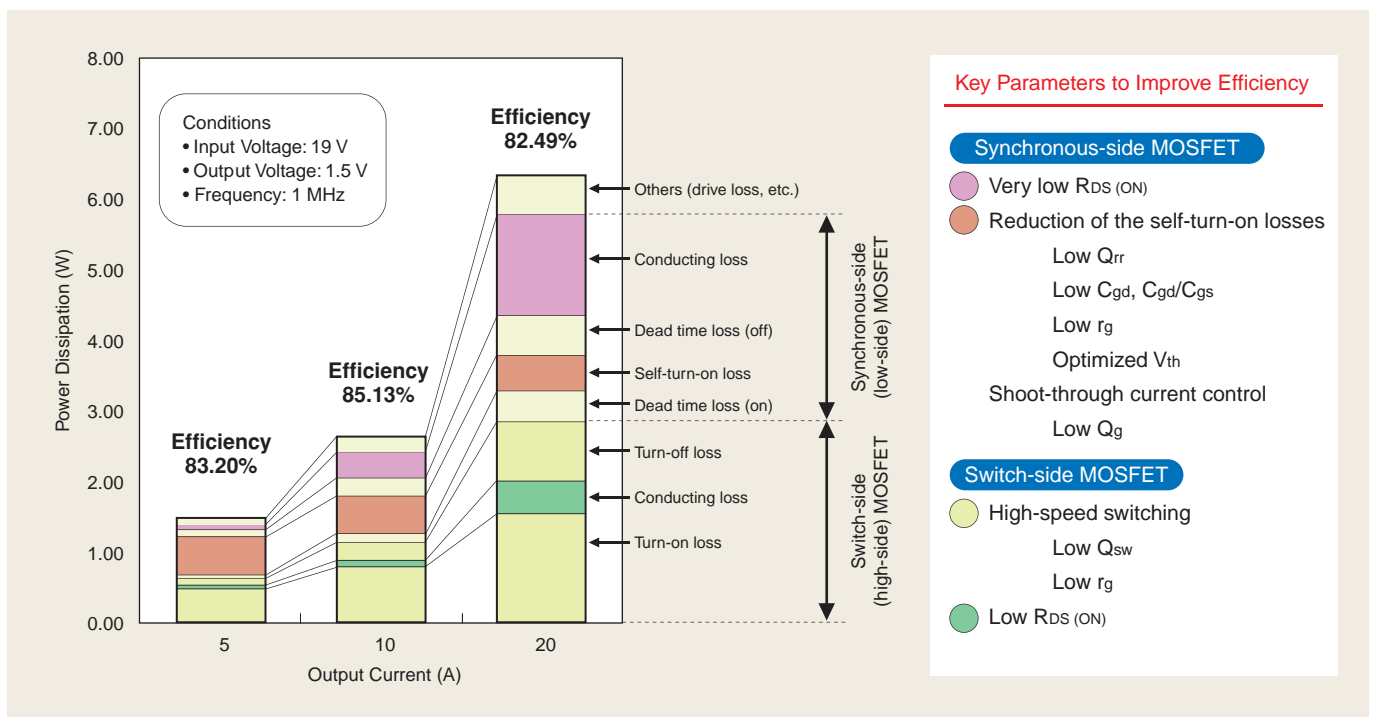 8.00
7.00
6.00
5.00
4.00
3.00
2.00
1.00
0.00
Power Dissipation (W)
Conditions
• Input Voltage: 19 V
• Output Voltage: 1.5 V
• Frequency: 1 MHz
Efficiency
83.20%
Efficiency
85.13%
Efficiency
82.49%
5
10
20
Output Current (A)
Others (drive loss, etc.)
Conducting loss
Dead time loss (off)
Self-turn-on loss
Dead time loss (on)
Turn-off loss
Conducting loss
Turn-on loss
Synchronous-side
(low-side) MOSFET
Switch-side
(high-side) MOSFET
Key Parameters to Improve Efficiency
Synchronous-side MOSFET
Very low RDS (ON)
Reduction of the self-turn-on losses
Low Qrr
Low Cgd, Cgd/Cgs
Low rg
Optimized Vth
Shoot-through current control
Low Qg
Switch-side MOSFET
High-speed switching
Low Qsw
Low rg
Low RDS (ON)